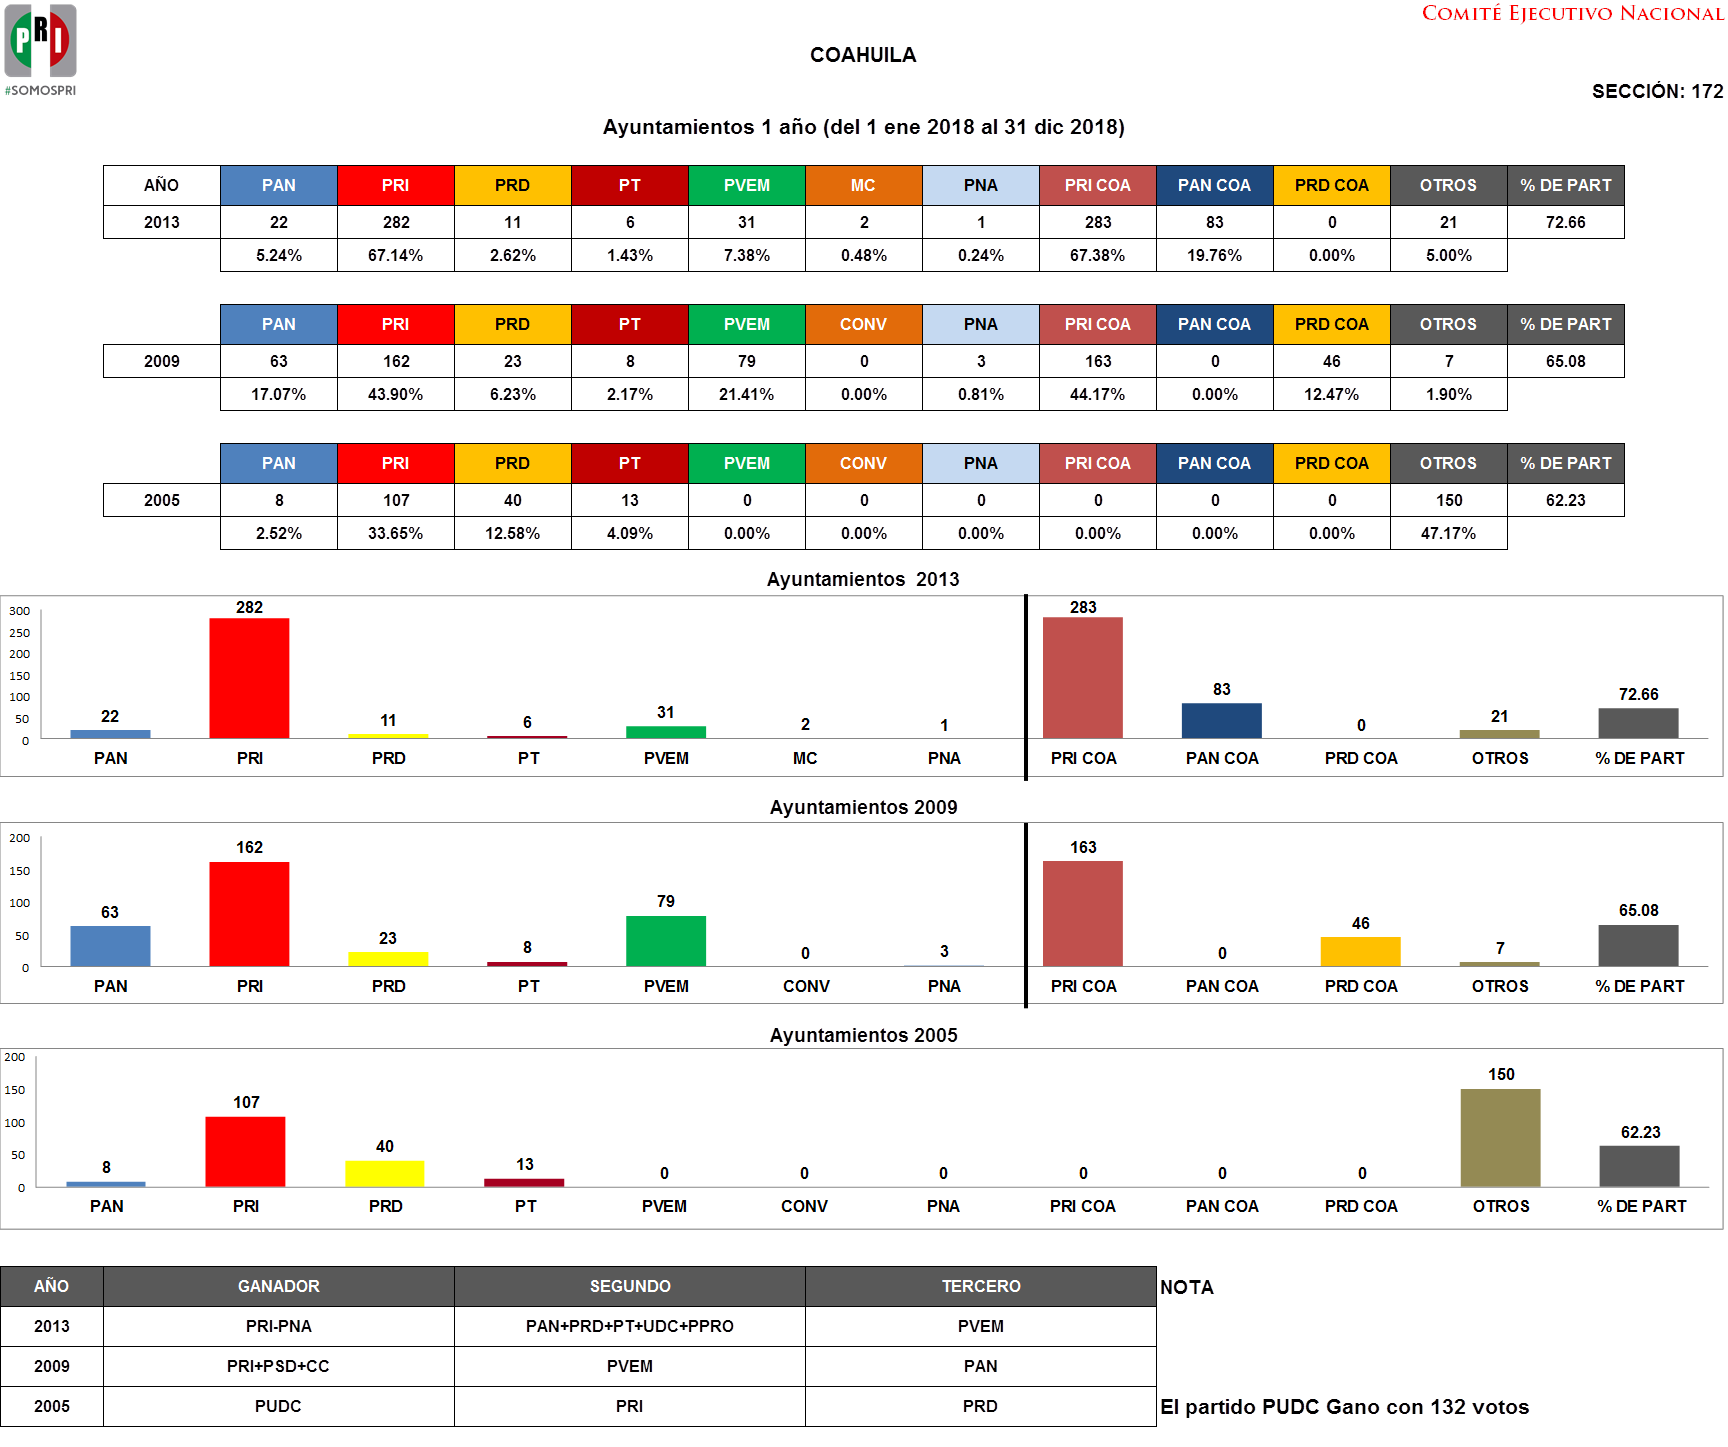 PRI
#SOMOSPRI
COMITÉ EJECUTIVO NACIONAL
COAHUILA
SECCIÓN: 172
Ayuntamientos 1 año (del 1 ene 2018 al 31 dic 2018)
AÑO PAN PRI PRD PT PVEM MC PNA PRI COA PAN COA PRD COA OTROS % DE PART
2013 22 282 11 6 31 2 1 283 83 0 21 72.66
5.24% 67.14% 2.62% 1.43% 7.38% 0.48% 0.24% 67.38% 19.76% 0.00% 5.00%
PAN PRI PRD PT PVEM CONV PNA PRI COA PAN COA PRD COA OTROS % DE PART
2009 63 162 23 8 79 0 3 163 0 46 7 65.08
17.07% 43.90% 6.23% 2.17% 21.41% 0.00% 0.81% 44.17% 0.00% 12.47% 1.90%
PAN PRI PRD PT PVEM CONV PNA PRI COA PAN COA PRD COA OTROS % DE PART
2005 8 107 40 13 0 0 0 0 0 0 150 62.23
2.52% 33.65% 12.58% 4.09% 0.00% 0.00% 0.00% 0.00% 0.00% 0.00% 47.17%
Ayuntamientos 2013
300
250
200
150
100
50
0
22 282 11 6 31 2 1 283 83 0 21 72.66
PAN PRI PRD PT PVEM MC PNA PRI COA PAN COA PRD COA OTROS % DE PART
Ayuntamientos 2009
200
150
100
50
0
63 162 23 8 79 0 3 163 0 46 7 65.08
PAN PRI PRD PT PVEM CONV PNA PRI COA PAN COA PRD COA OTROS % DE PART
Ayuntamientos 2005
200
150
100
50
0
8 107 40 13 0 0 0 0 0 0 150 62.23
PAN PRI PRD PT PVEM CONV PNA PRI COA PAN COA PRD COA OTROS % DE PART
AÑO GANADOR SEGUNDO TERCERO NOTA
2013 PRI-PNA PAN+PRD+PT+UDC+PPRO PVEM
2009 PRI+PSD+CC PVEM PAN
2005 PUDC PRI PRD El partido PUDC Gano con 132 votos